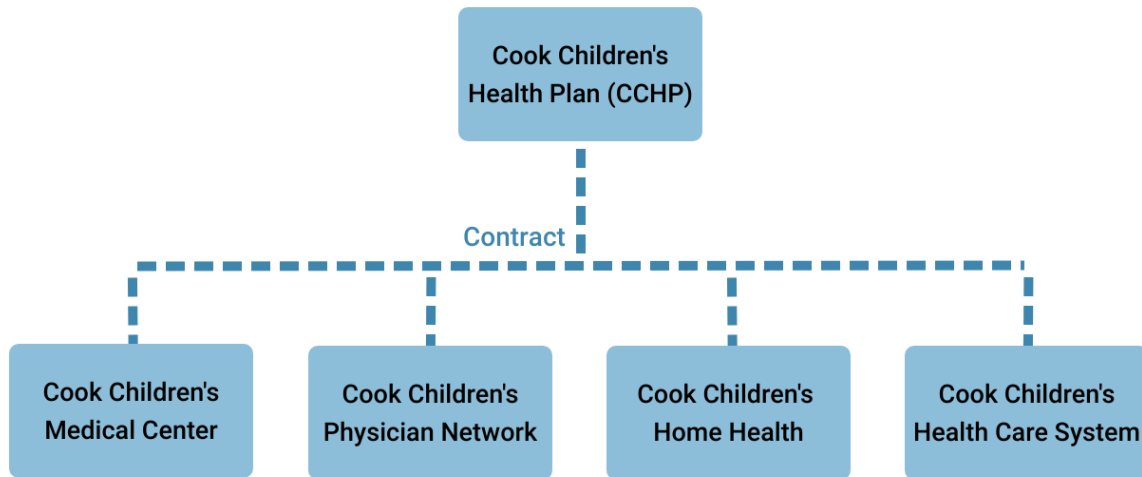 Cook Children's
Health Plan (CCHP)
Contract
Cook Children's
Medical Center
Cook Children's
Physician Network
Cook Children's
Home Health
Cook Children's
Health Care System